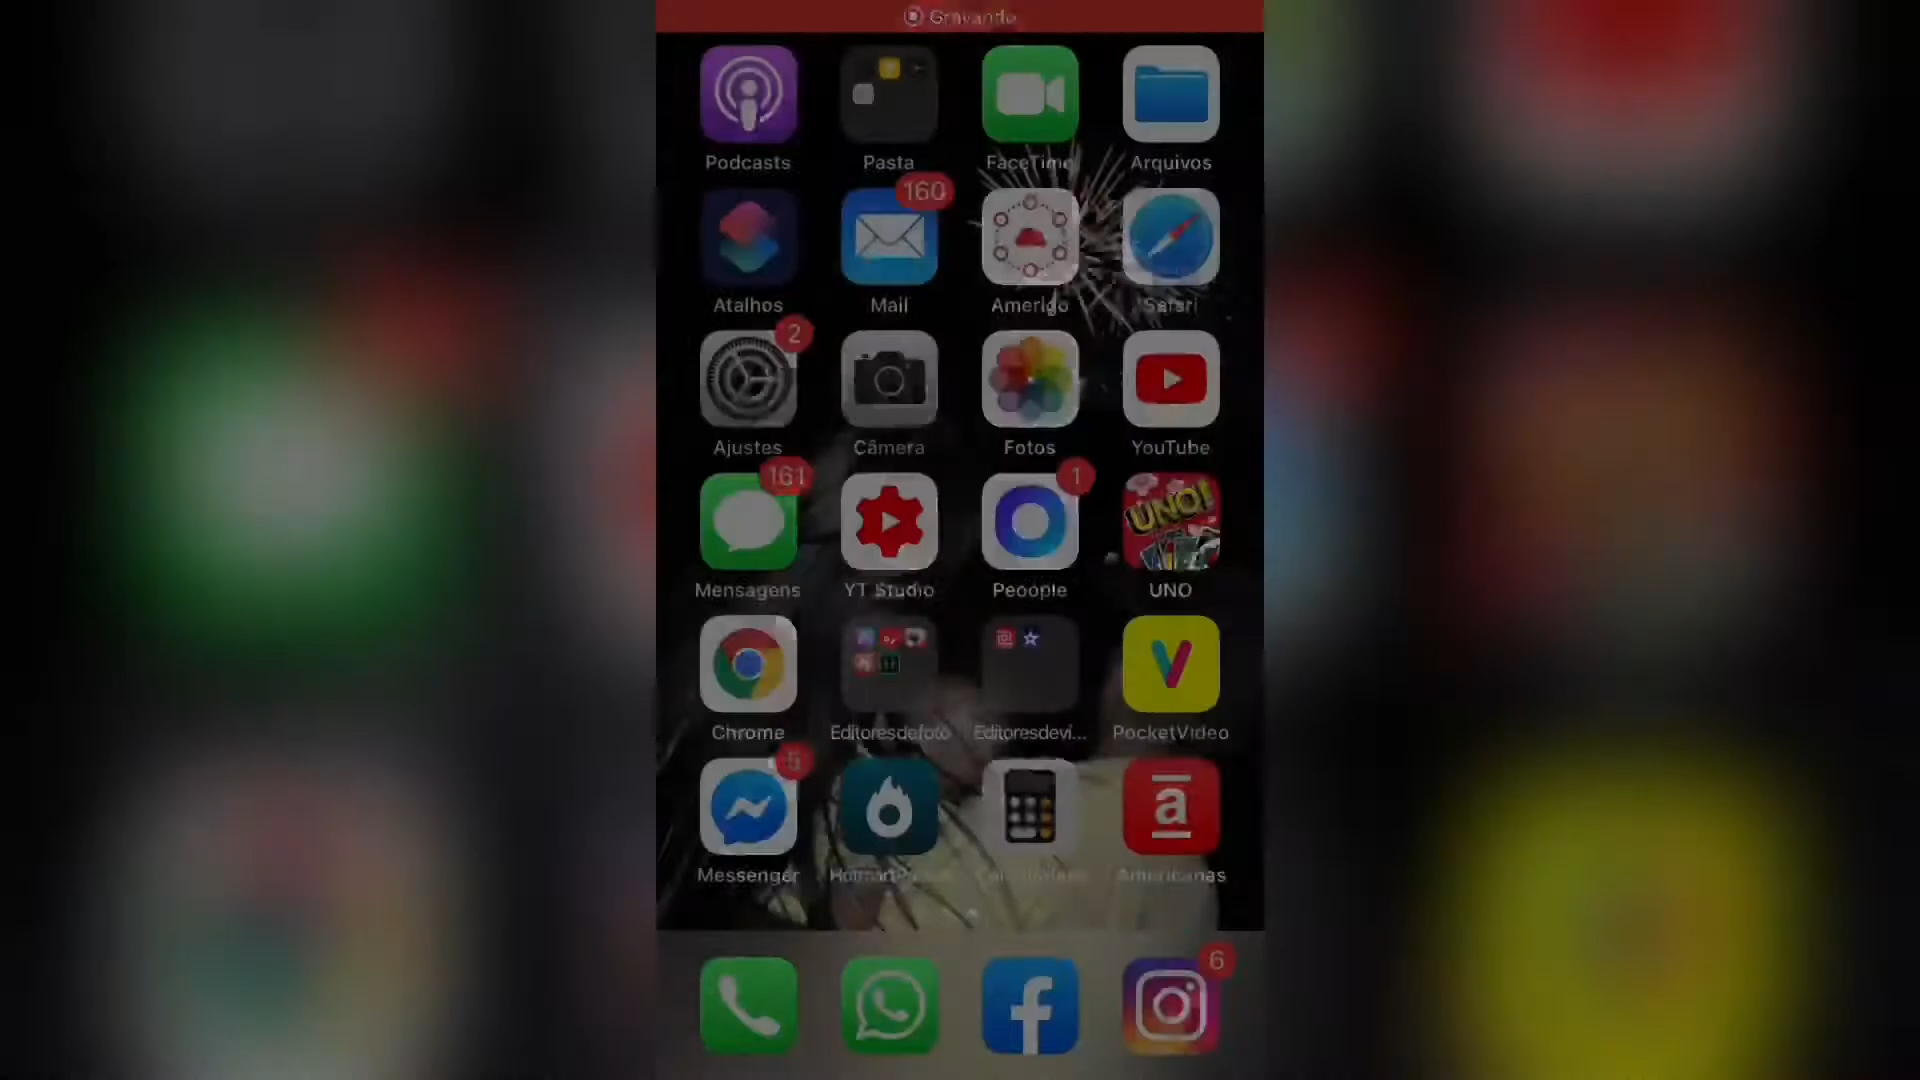 Gravando
Podcasts Pasta FaceTime Arquivos
160
Atalhos Mail Amerigo Safari
2
Ajustes Câmera Fotos YouTube
161 1
UNO!
Mensagens YT Studio Peoople UNO
Chrome Editoresdefoto Editoresdevi... PocketVideo
5
a
Messenger Americanas
6